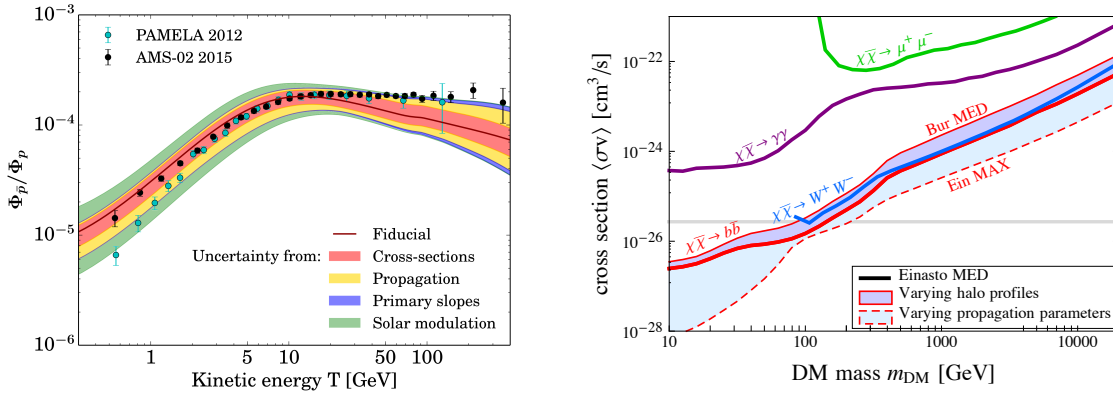 10⁻³
10⁻⁴
10⁻⁵
10⁻⁶
Φp̄/Φp
PAMELA 2012
AMS-02 2015
Uncertainty from:
Fiducial
Cross-sections
Propagation
Primary slopes
Solar modulation
1 5 10 50 100
Kinetic energy T [GeV]
cross section ⟨σv⟩ [cm³/s]
10⁻²²
10⁻²⁴
10⁻²⁶
10⁻²⁸
χχ̄→μ⁺μ⁻
χχ̄→γγ
Bur MED
χχ̄→W⁺W⁻
Ein MAX
χχ̄→bb̄
Einasto MED
Varying halo profiles
Varying propagation parameters
10 100 1000 10000
DM mass mDM [GeV]